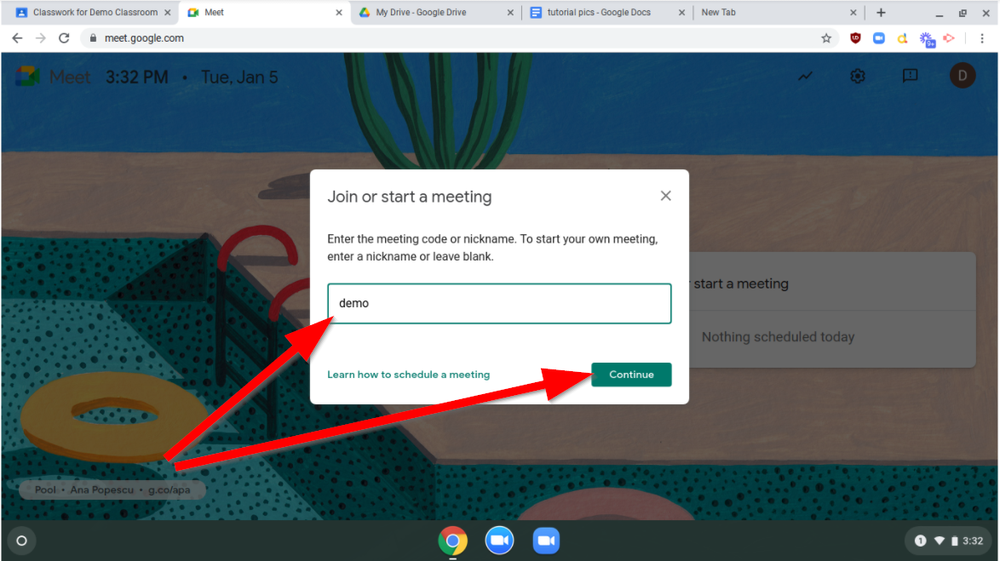 Classwork for Demo Classroom
Meet
My Drive - Google Drive
tutorial pics - Google Docs
New Tab
meet.google.com
9+
Meet 3:32 PM • Tue, Jan 5
D
Join or start a meeting
Enter the meeting code or nickname. To start your own meeting,
enter a nickname or leave blank.
start a meeting
demo
Nothing scheduled today
Learn how to schedule a meeting
Continue
Pool • Ana Popescu • g.co/apa
1
3:32